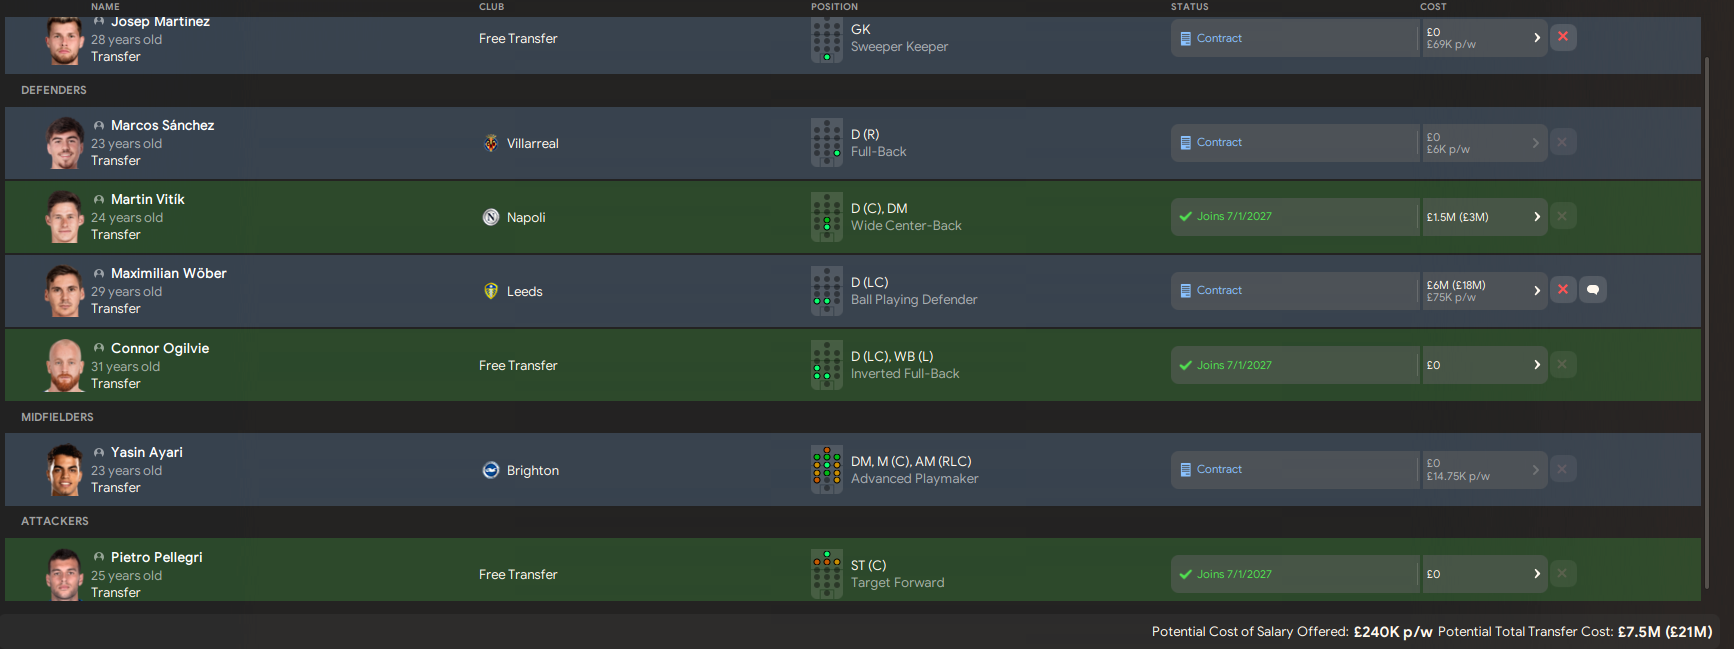 NAME CLUB POSITION STATUS COST
Josep Martínez
28 years old
Transfer
Free Transfer
GK
Sweeper Keeper
Contract
£0
£69K p/w
DEFENDERS
Marcos Sánchez
23 years old
Transfer
Villarreal
D (R)
Full-Back
Contract
£0
£6K p/w
Martin Vitík
24 years old
Transfer
Napoli
D (C), DM
Wide Center-Back
Joins 7/1/2027
£1.5M (£3M)
Maximilian Wöber
29 years old
Transfer
Leeds
D (LC)
Ball Playing Defender
Contract
£6M (£18M)
£75K p/w
Connor Ogilvie
31 years old
Transfer
Free Transfer
D (LC), WB (L)
Inverted Full-Back
Joins 7/1/2027
£0
MIDFIELDERS
Yasin Ayari
23 years old
Transfer
Brighton
DM, M (C), AM (RLC)
Advanced Playmaker
Contract
£0
£14.75K p/w
ATTACKERS
Pietro Pellegri
25 years old
Transfer
Free Transfer
ST (C)
Target Forward
Joins 7/1/2027
£0
Potential Cost of Salary Offered: £240K p/w Potential Total Transfer Cost: £7.5M (£21M)